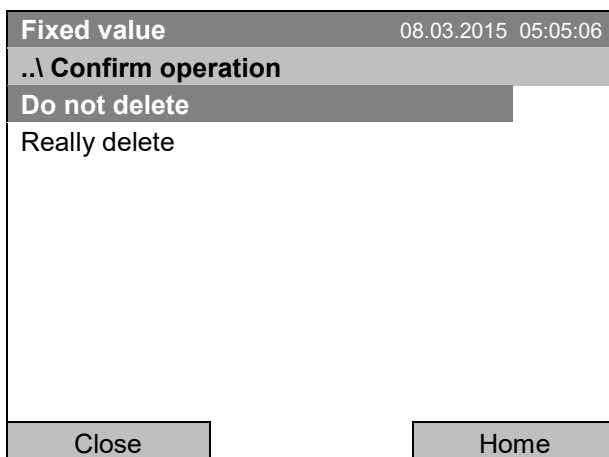 Fixed value 08.03.2015 05:05:06
..\ Confirm operation
Do not delete
Really delete
Close Home